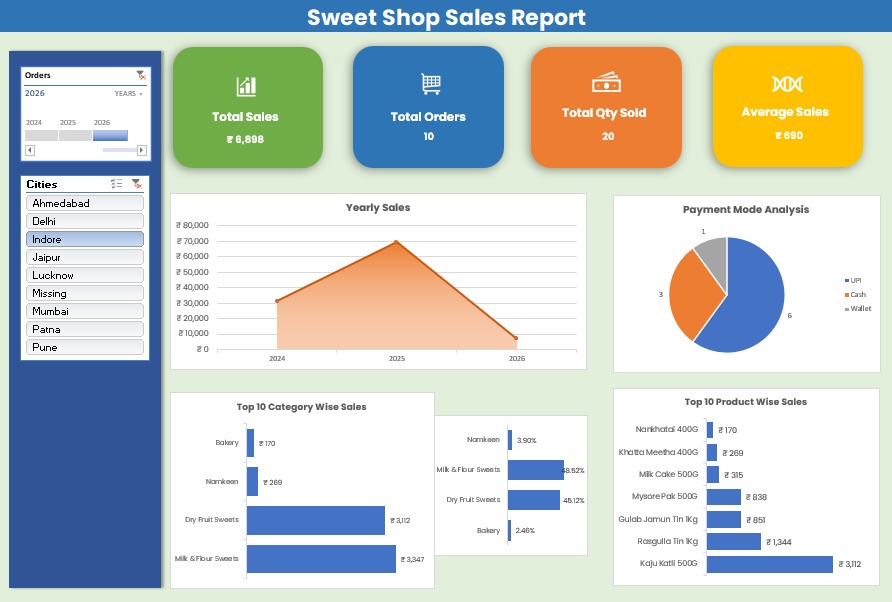 Sweet Shop Sales Report
Orders
2026
YEARS
2024 2025 2026
Cities
Ahmedabad
Delhi
Indore
Jaipur
Lucknow
Missing
Mumbai
Patna
Pune
Total Sales
₹ 6,898
Total Orders
10
Total Qty Sold
20
Average Sales
₹ 690
Yearly Sales
₹ 80,000
₹ 70,000
₹ 60,000
₹ 50,000
₹ 40,000
₹ 30,000
₹ 20,000
₹ 10,000
₹ 0
2024 2025 2026
Payment Mode Analysis
1
3
6
UPI
Cash
Wallet
Top 10 Category Wise Sales
Bakery ₹ 170
Namkeen ₹ 269
Dry Fruit Sweets ₹ 3,112
Milk & Flour Sweets ₹ 3,347
Namkeen 3.90%
Milk & Flour Sweets 48.52%
Dry Fruit Sweets 45.12%
Bakery 2.46%
Top 10 Product Wise Sales
Nankhatai 400G ₹ 170
Khatta Meetha 400G ₹ 269
Milk Cake 500G ₹ 315
Mysore Pak 500G ₹ 838
Gulab Jamun Tin 1Kg ₹ 851
Rasgulla Tin 1Kg ₹ 1,344
Kaju Katli 500G ₹ 3,112